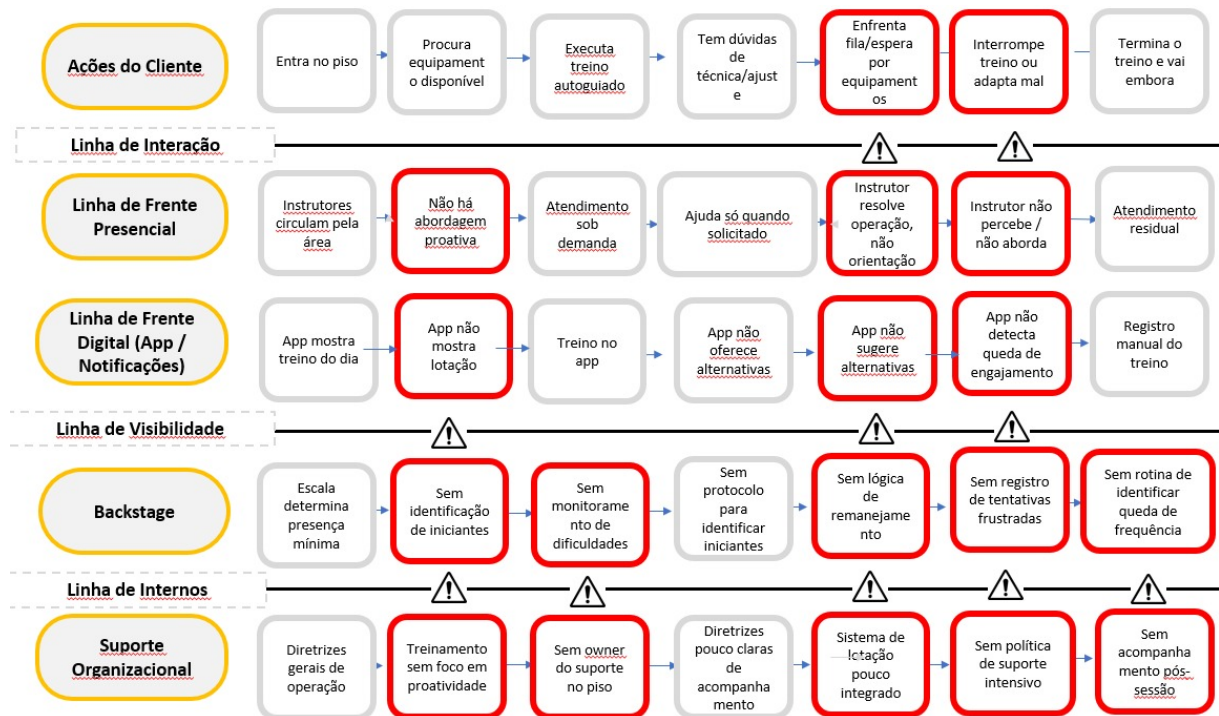 Ações do Cliente
Entra no piso
Procura
equipament
o disponível
Executa
treino
autoguiado
Tem dúvidas
de
técnica/ajust
e
Enfrenta
fila/espera
por
equipament
os
Interrompe
treino ou
adapta mal
Termina o
treino e vai
embora
Linha de Interação
Linha de Frente
Presencial
Instrutores
circulam pela
área
Não há
abordagem
proativa
Atendimento
sob
demanda
Ajuda só quando
solicitado
Instrutor
resolve
operação,
não
orientação
Instrutor não
percebe /
não aborda
Atendimento
residual
Linha de Frente
Digital (App /
Notificações)
App mostra
treino do dia
App não
mostra
lotação
Treino no
app
App não
oferece
alternativas
App não
sugere
alternativas
App não
detecta
queda de
engajamento
Registro
manual do
treino
Linha de Visibilidade
Backstage
Escala
determina
presença
mínima
Sem
identificação
de iniciantes
Sem
monitorame
nto de
dificuldades
Sem
protocolo
para
identificar
iniciantes
Sem lógica
de
remanejame
nto
Sem registro
de tentativas
frustradas
Sem rotina de
identificar
queda de
frequência
Linha de Internos
Suporte
Organizacional
Diretrizes
gerais de
operação
Treinamento
sem foco em
proatividade
Sem owner
do suporte
no piso
Diretrizes
pouco claras
de
acompanha
mento
Sistema de
lotação
pouco
integrado
Sem política
de suporte
intensivo
Sem
acompanha
mento pós-
sessão